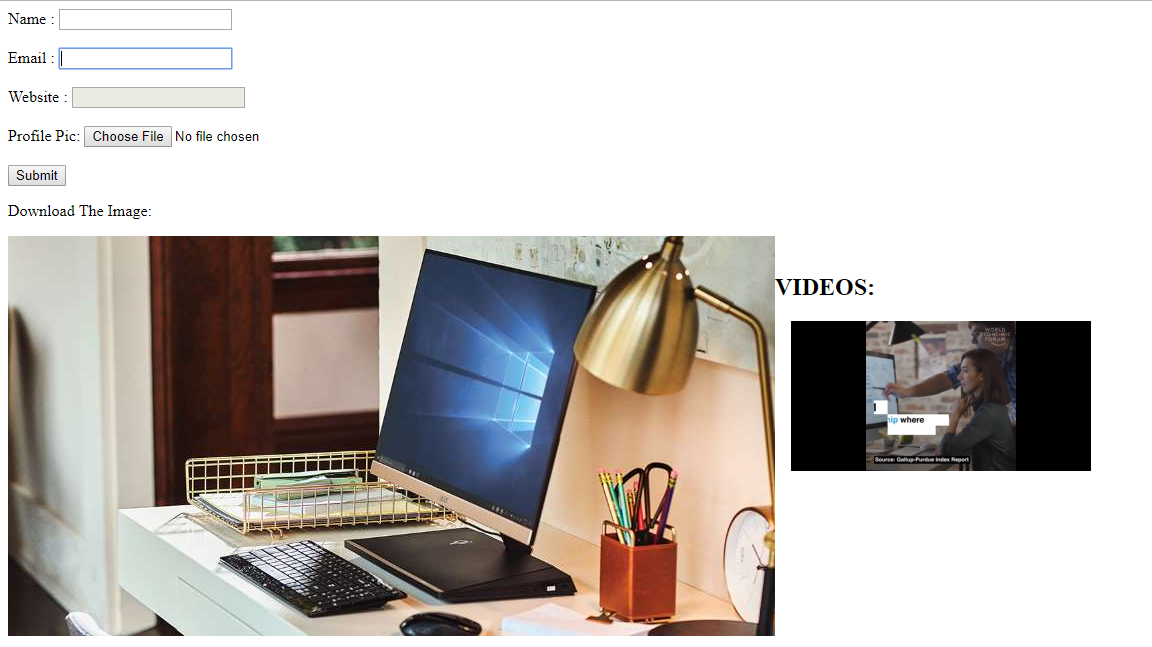 Name :
Email :
Website :
Profile Pic: Choose File No file chosen
Submit
Download The Image:
VIDEOS:
WORLD
ECONOMIC
FORUM
hip where
Source: Gallup-Purdue Index Report